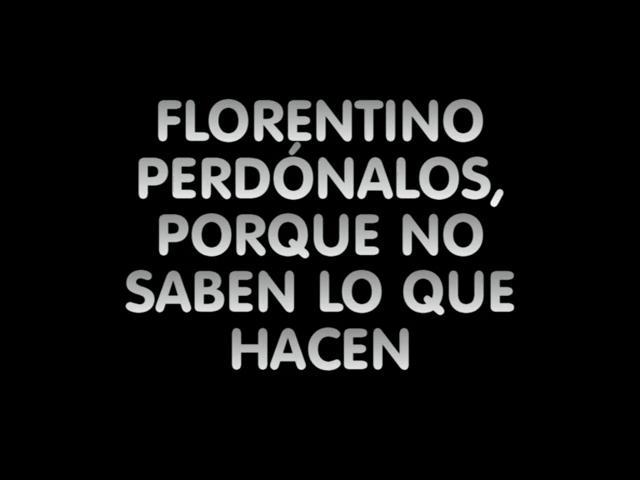 FLORENTINO
PERDÓNALOS,
PORQUE NO
SABEN LO QUE
HACEN